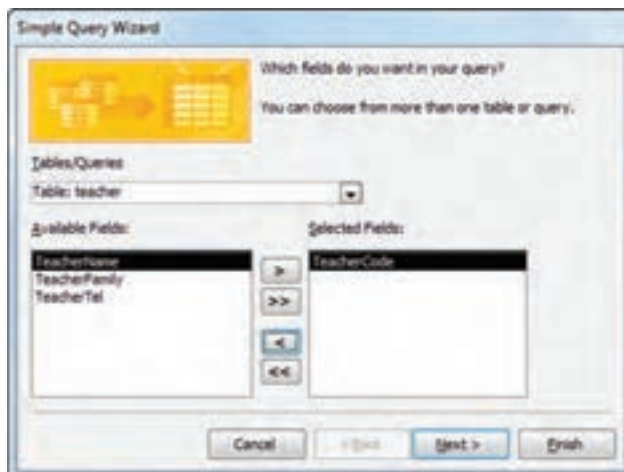 Simple Query Wizard
Which fields do you want in your query?
You can choose from more than one table or query.
Tables/Queries
Table: teacher
Available Fields:
Selected Fields:
TeacherName
TeacherFamily
TeacherTel
TeacherCode
>
>>
<
<<
Cancel
< Back
Next >
Finish